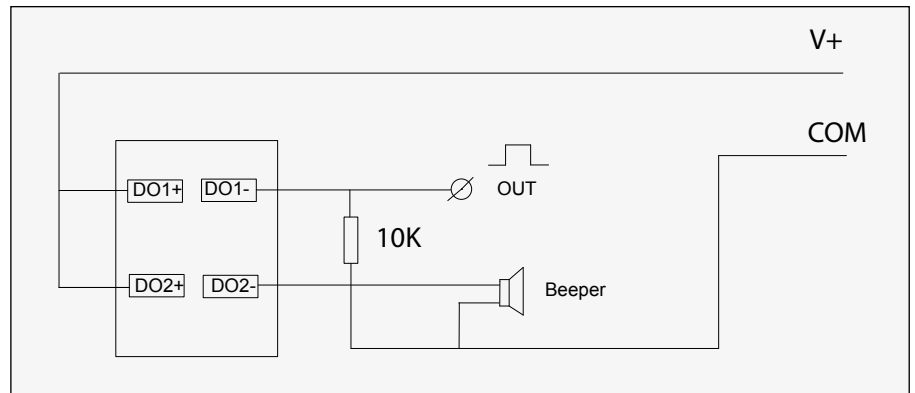 V+
COM
DO1+ DO1- OUT
10K
DO2+ DO2- Beeper